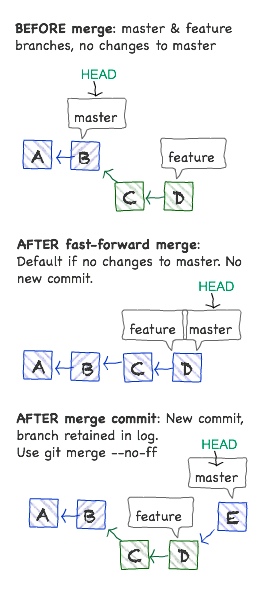 BEFORE merge: master & feature
branches, no changes to master
HEAD
master
A B
feature
C D
AFTER fast-forward merge:
Default if no changes to master. No
new commit.
HEAD
feature master
A B C D
AFTER merge commit: New commit,
branch retained in log.
Use git merge --no-ff
HEAD
master
A B feature E
C D